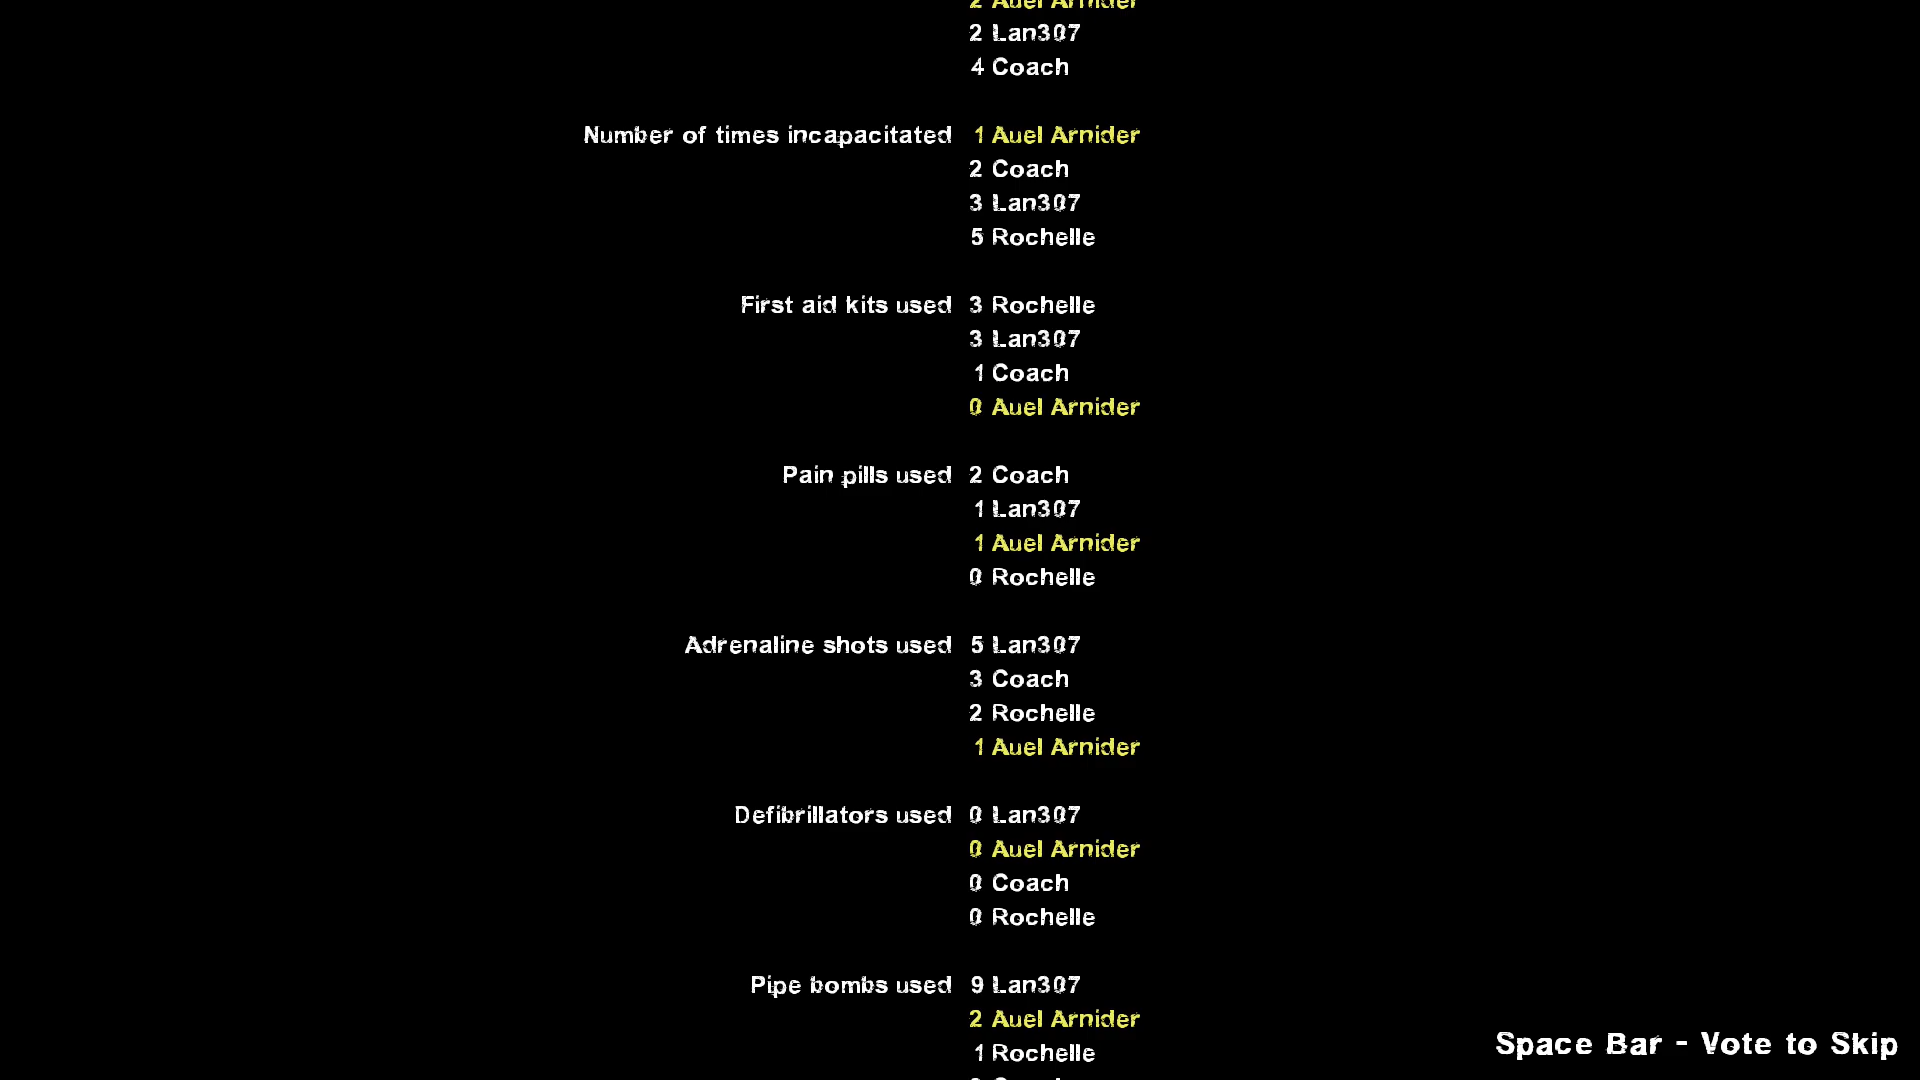 2 Auel Arnider
2 Lan307
4 Coach
Number of times incapacitated 1 Auel Arnider
2 Coach
3 Lan307
5 Rochelle
First aid kits used 3 Rochelle
3 Lan307
1 Coach
0 Auel Arnider
Pain pills used 2 Coach
1 Lan307
1 Auel Arnider
0 Rochelle
Adrenaline shots used 5 Lan307
3 Coach
2 Rochelle
1 Auel Arnider
Defibrillators used 0 Lan307
0 Auel Arnider
0 Coach
0 Rochelle
Pipe bombs used 9 Lan307
2 Auel Arnider
1 Rochelle
Space Bar - Vote to Skip